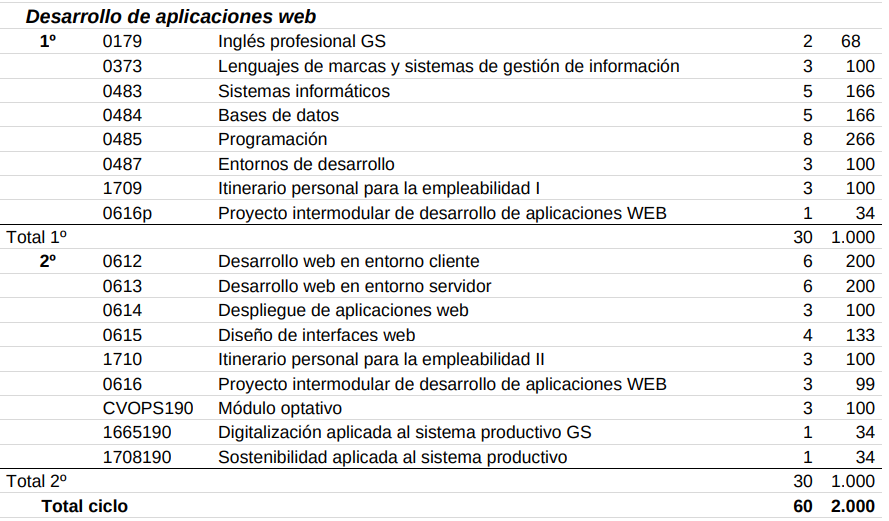 Desarrollo de aplicaciones web
1º 0179 Inglés profesional GS 2 68
0373 Lenguajes de marcas y sistemas de gestión de información 3 100
0483 Sistemas informáticos 5 166
0484 Bases de datos 5 166
0485 Programación 8 266
0487 Entornos de desarrollo 3 100
1709 Itinerario personal para la empleabilidad I 3 100
0616p Proyecto intermodular de desarrollo de aplicaciones WEB 1 34
Total 1º 30 1.000
2º 0612 Desarrollo web en entorno cliente 6 200
0613 Desarrollo web en entorno servidor 6 200
0614 Despliegue de aplicaciones web 3 100
0615 Diseño de interfaces web 4 133
1710 Itinerario personal para la empleabilidad II 3 100
0616 Proyecto intermodular de desarrollo de aplicaciones WEB 3 99
CVOPS190 Módulo optativo 3 100
1665190 Digitalización aplicada al sistema productivo GS 1 34
1708190 Sostenibilidad aplicada al sistema productivo 1 34
Total 2º 30 1.000
Total ciclo 60 2.000